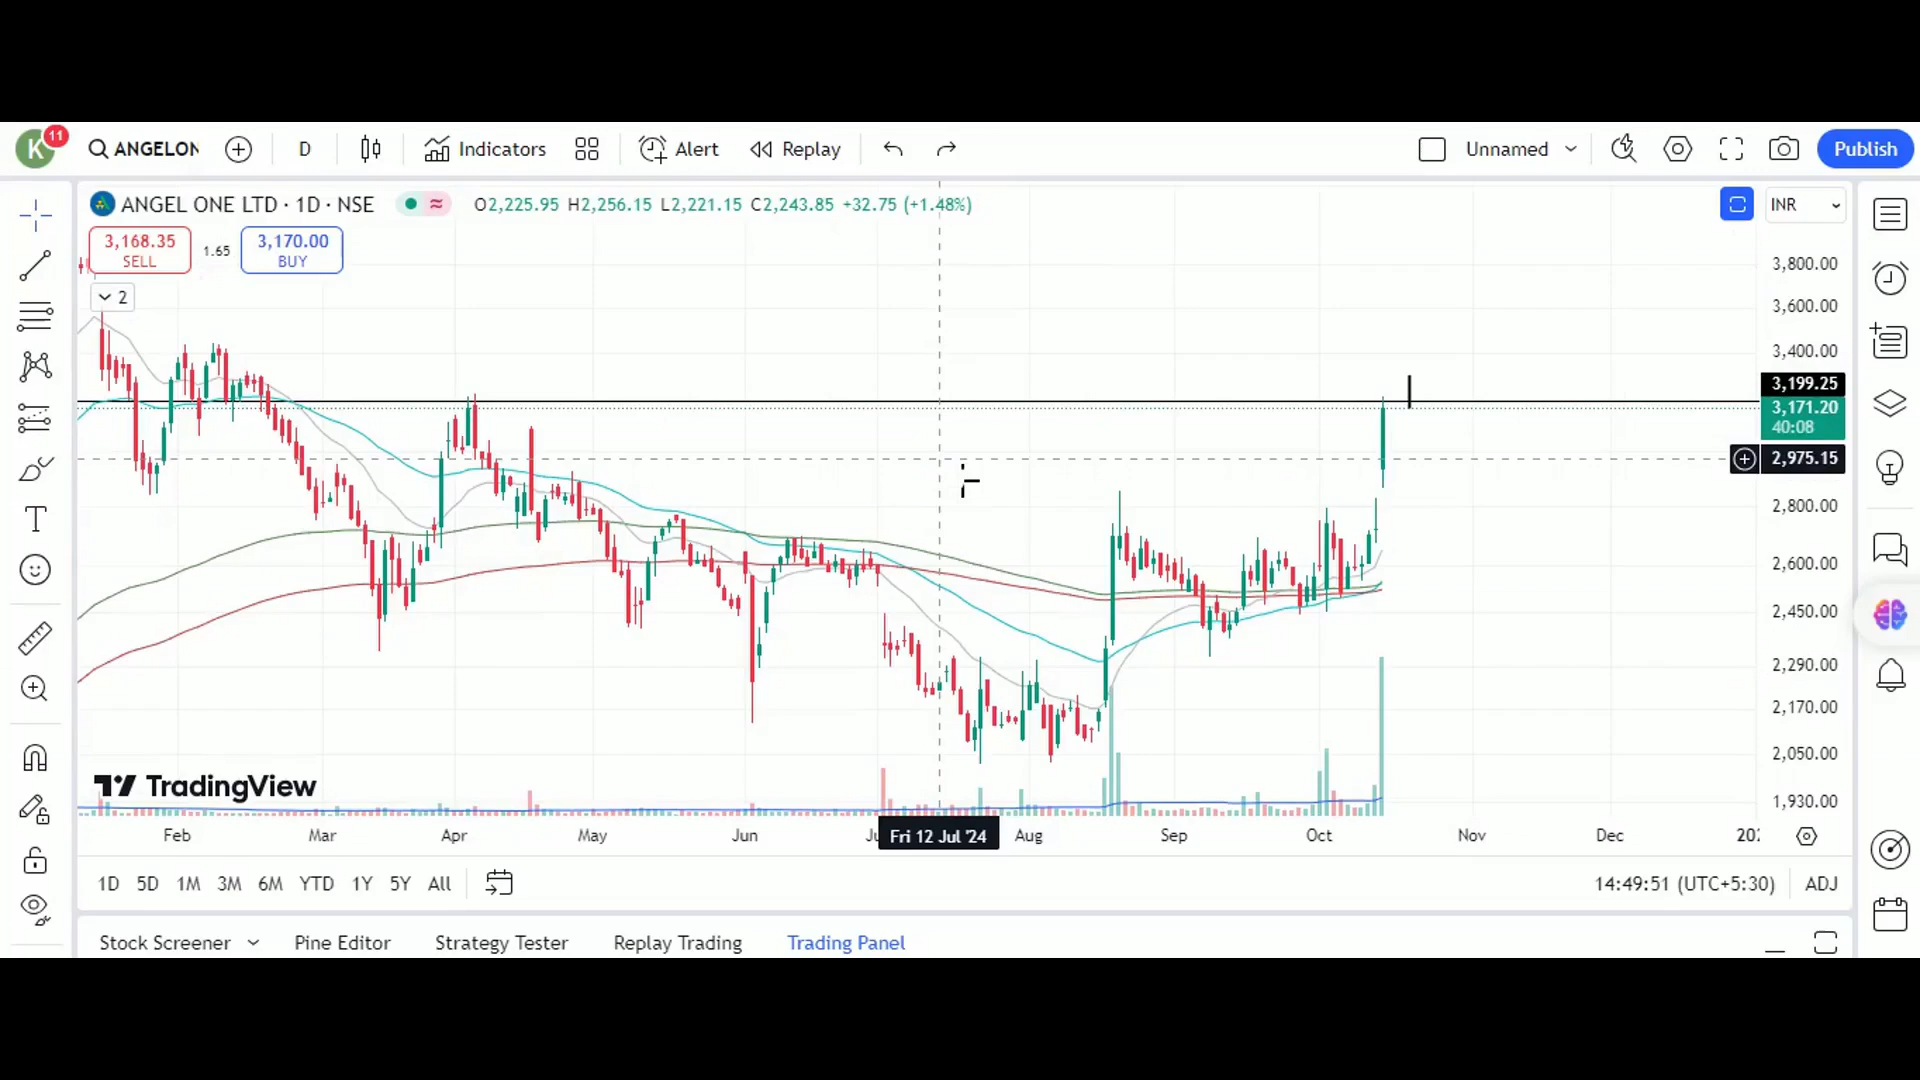 K 11 ANGELON D Indicators Alert Replay Unnamed Publish
ANGEL ONE LTD · 1D · NSE O2,225.95 H2,256.15 L2,221.15 C2,243.85 +32.75 (+1.48%) INR
3,168.35 SELL 1.65 3,170.00 BUY
2
3,800.00
3,600.00
3,400.00
3,199.25
3,171.20
40:08
2,975.15
2,800.00
2,600.00
2,450.00
2,290.00
2,170.00
2,050.00
1,930.00
TradingView
Feb Mar Apr May Jun Fri 12 Jul '24 Aug Sep Oct Nov Dec
1D 5D 1M 3M 6M YTD 1Y 5Y All 14:49:51 (UTC+5:30) ADJ
Stock Screener Pine Editor Strategy Tester Replay Trading Trading Panel